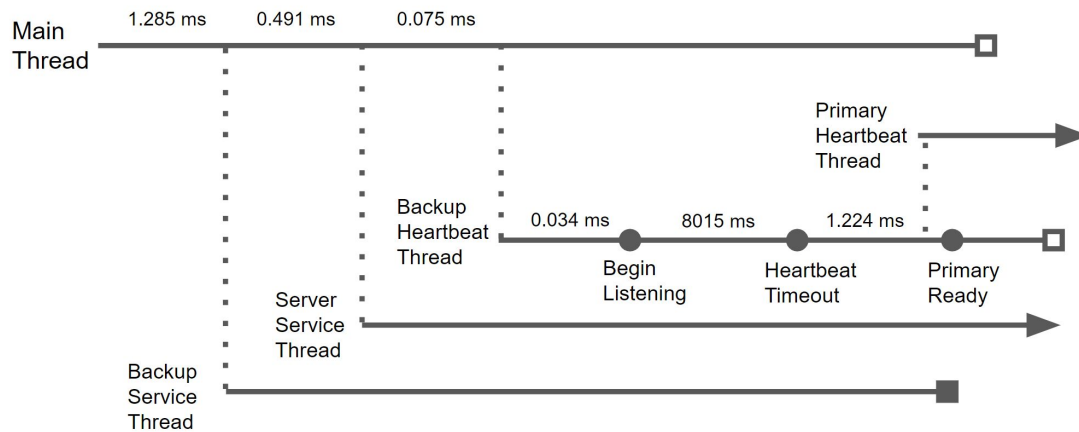 1.285 ms
0.491 ms
0.075 ms
Main
Thread
Primary
Heartbeat
Thread
Backup
Heartbeat
Thread
0.034 ms
8015 ms
1.224 ms
Begin
Listening
Heartbeat
Timeout
Primary
Ready
Server
Service
Thread
Backup
Service
Thread